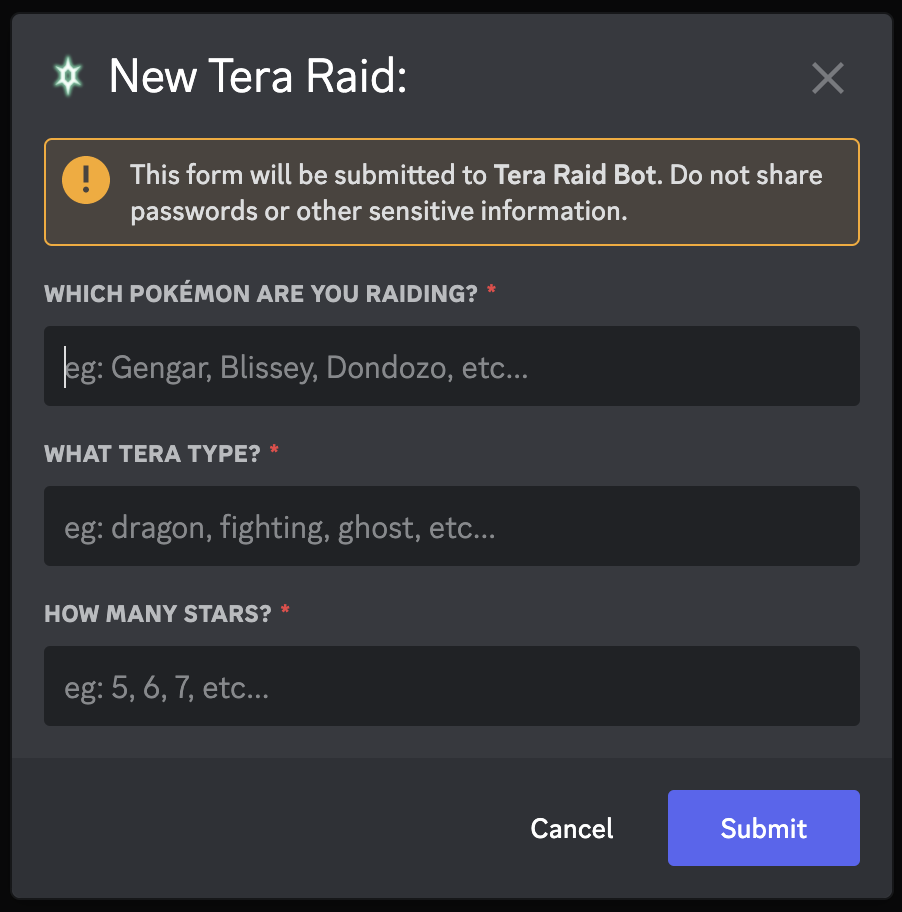 New Tera Raid:
This form will be submitted to Tera Raid Bot. Do not share
passwords or other sensitive information.
WHICH POKÉMON ARE YOU RAIDING? *
eg: Gengar, Blissey, Dondozo, etc...
WHAT TERA TYPE? *
eg: dragon, fighting, ghost, etc...
HOW MANY STARS? *
eg: 5, 6, 7, etc...
Cancel
Submit